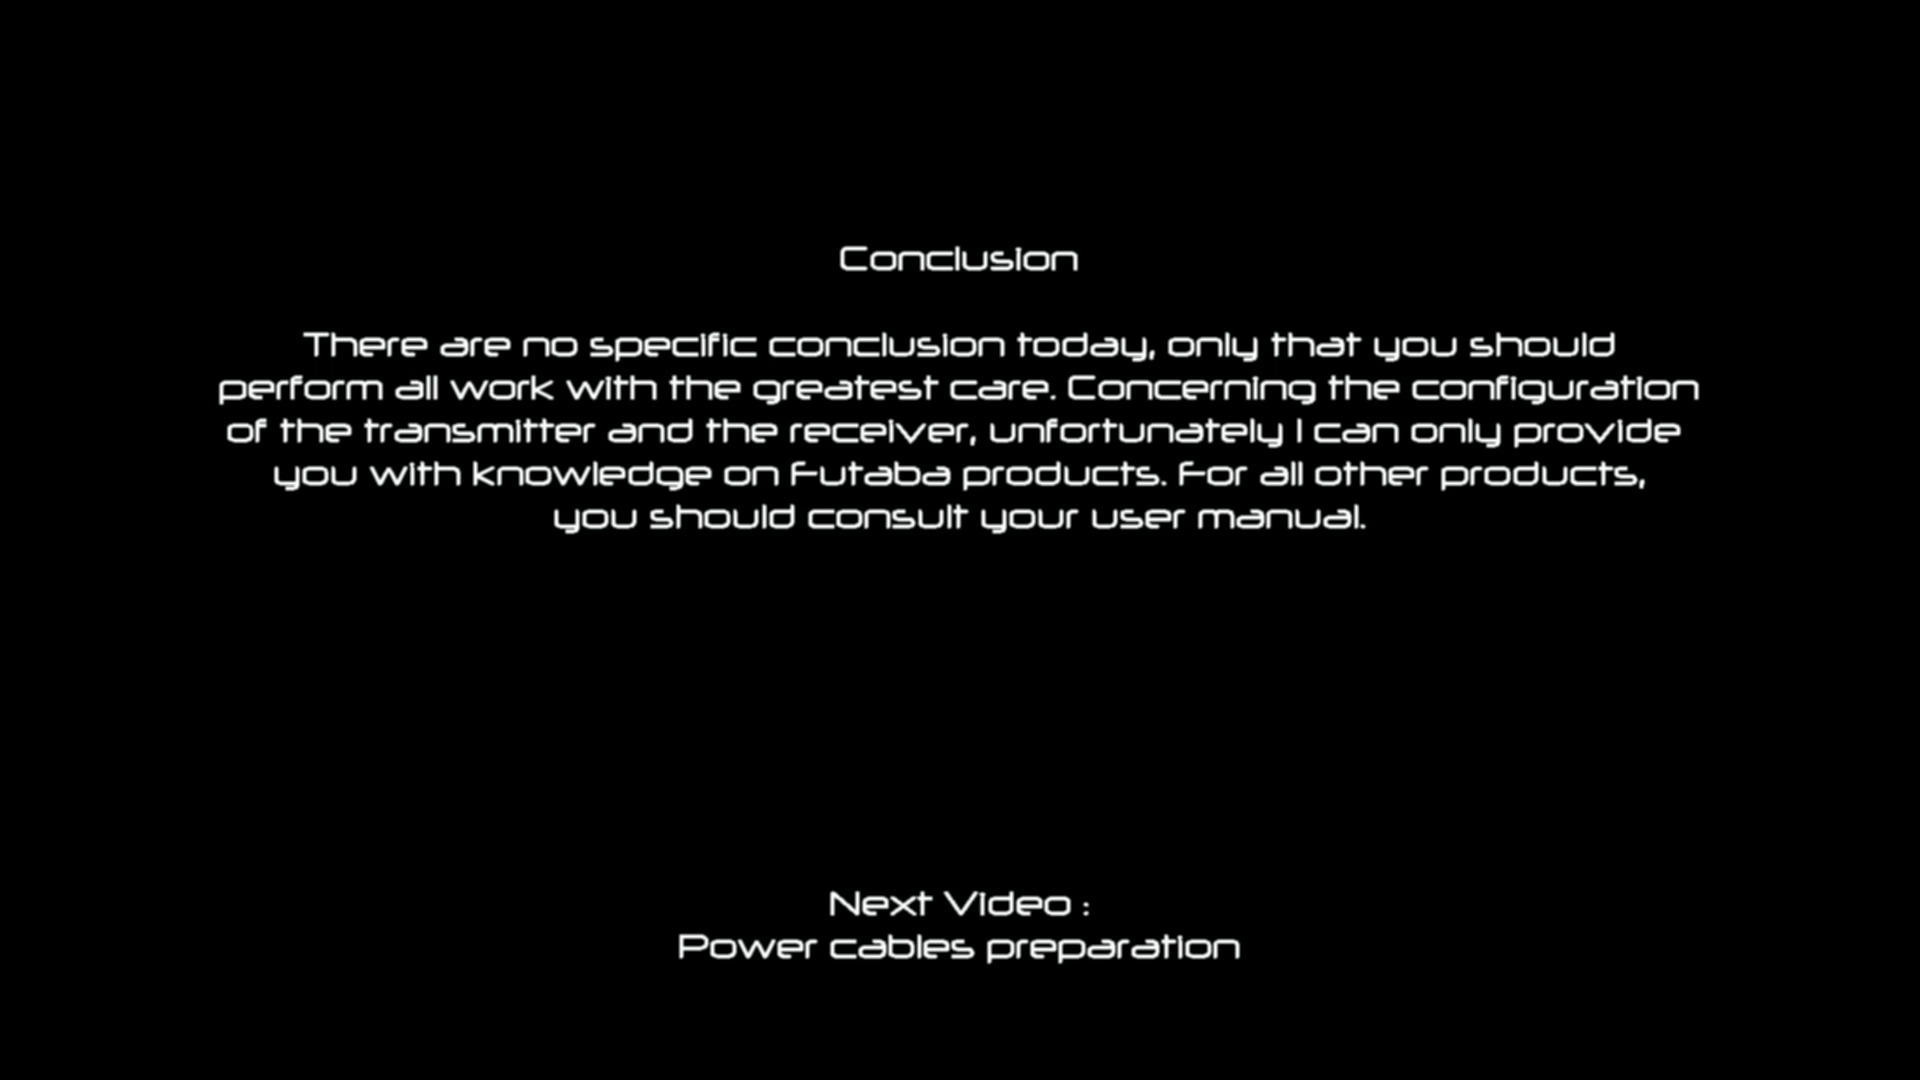 Conclusion
There are no specific conclusion today, only that you should
perform all work with the greatest care. Concerning the configuration
of the transmitter and the receiver, unfortunately I can only provide
you with knowledge on Futaba products. For all other products,
you should consult your user manual.
Next Video :
Power cables preparation